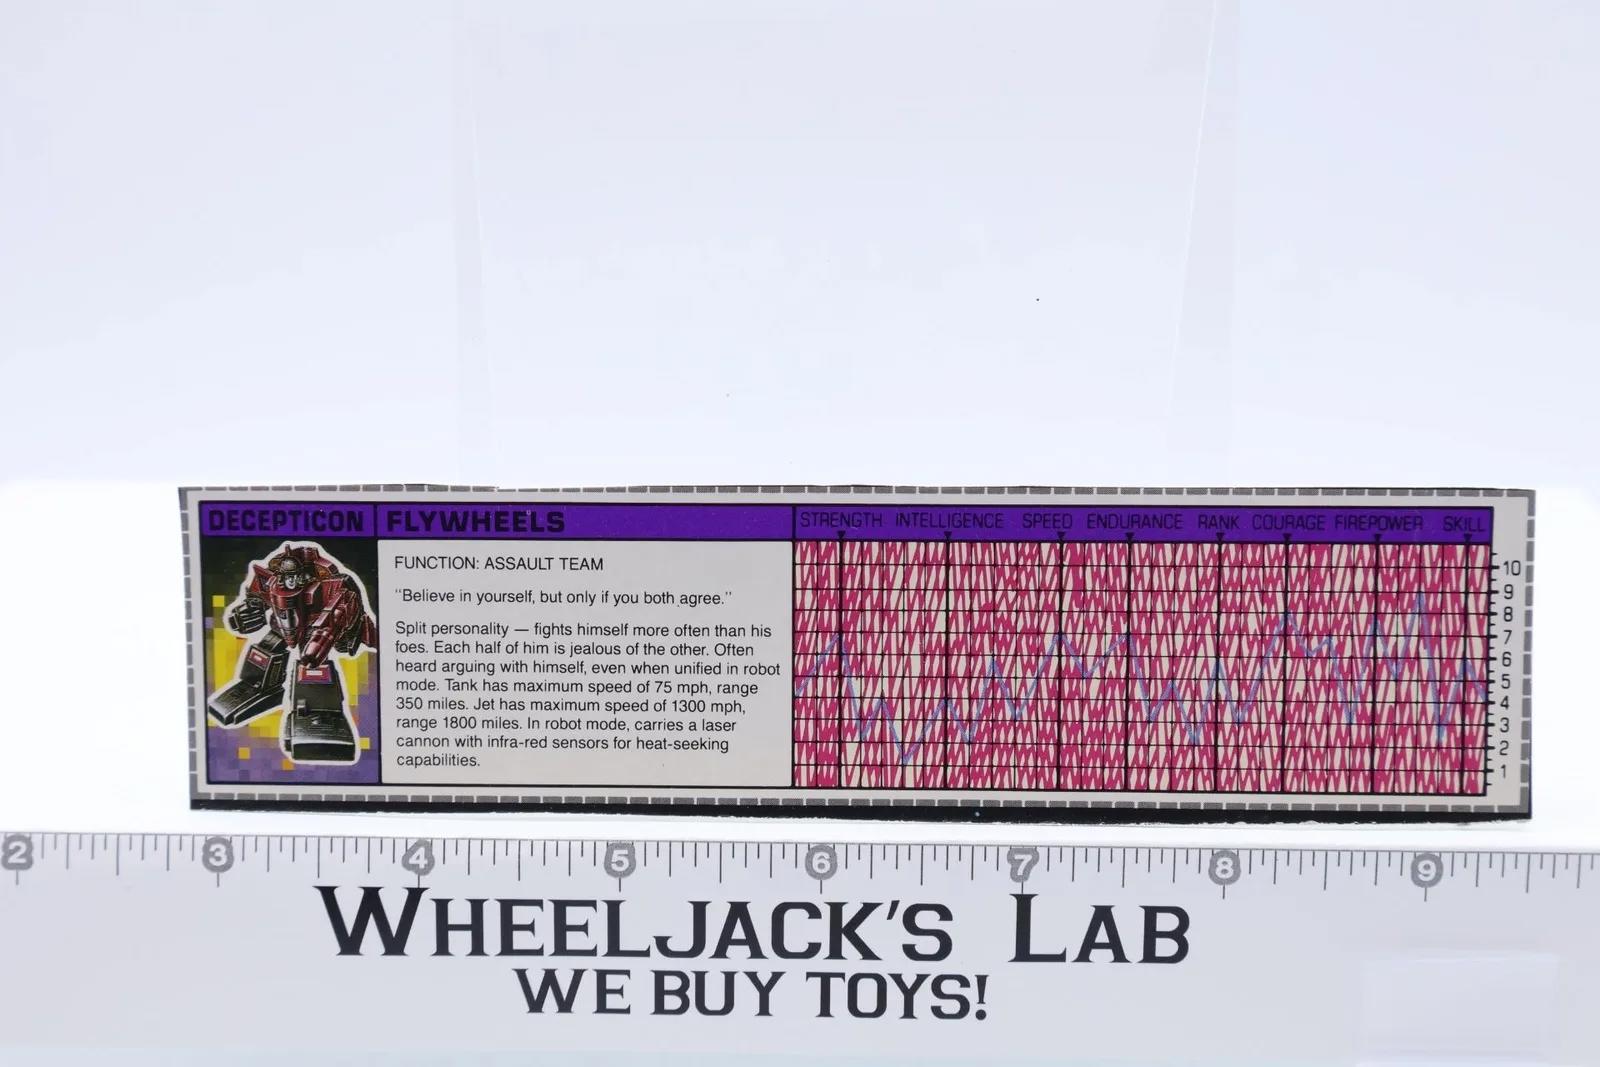 DECEPTICON FLYWHEELS STRENGTH INTELLIGENCE SPEED ENDURANCE RANK COURAGE FIREPOWER SKILL
FUNCTION: ASSAULT TEAM
"Believe in yourself, but only if you both agree."
Split personality — fights himself more often than his
foes. Each half of him is jealous of the other. Often
heard arguing with himself, even when unified in robot
mode. Tank has maximum speed of 75 mph, range
350 miles. Jet has maximum speed of 1300 mph,
range 1800 miles. In robot mode, carries a laser
cannon with infra-red sensors for heat-seeking
capabilities.
10
9
8
7
6
5
4
3
2
1
2 3 4 5 6 7 8 9
WHEELJACK'S LAB
WE BUY TOYS!